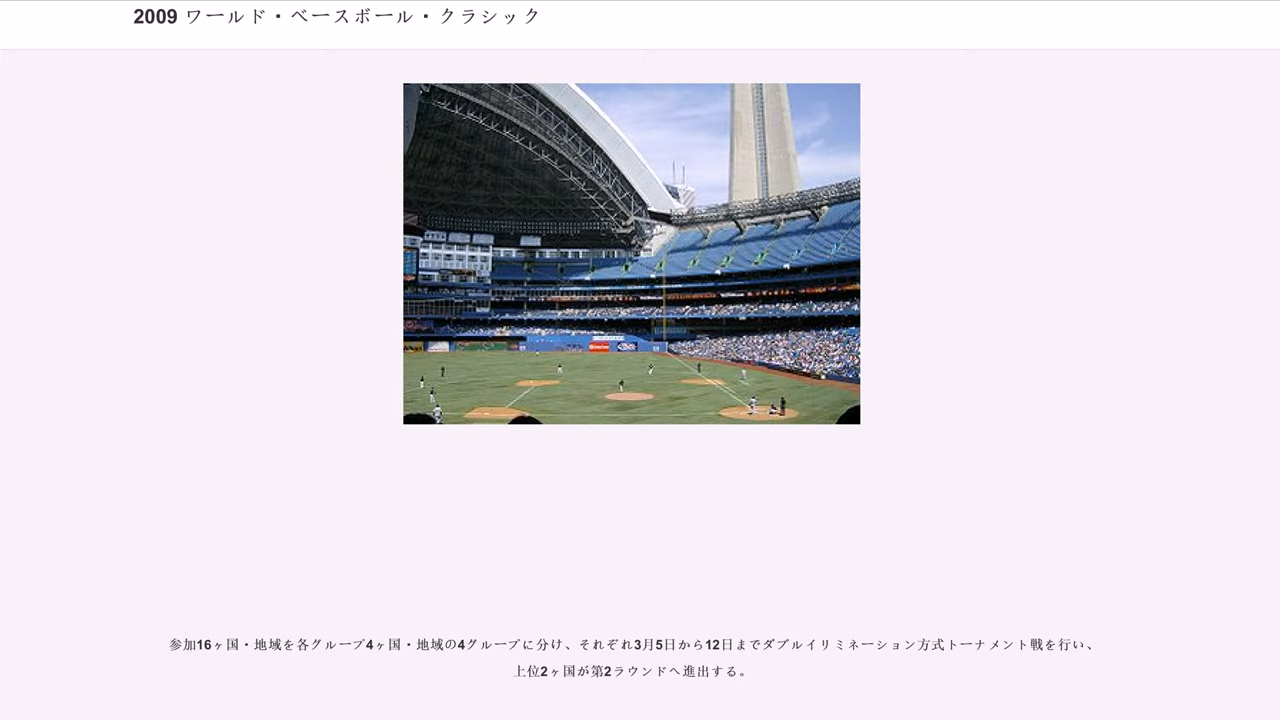 2009 ワールド・ベースボール・クラシック
参加16ヶ国・地域を各グループ4ヶ国・地域の4グループに分け、それぞれ3月5日から12日までダブルイリミネーション方式トーナメント戦を行い、
上位2ヶ国が第2ラウンドへ進出する。